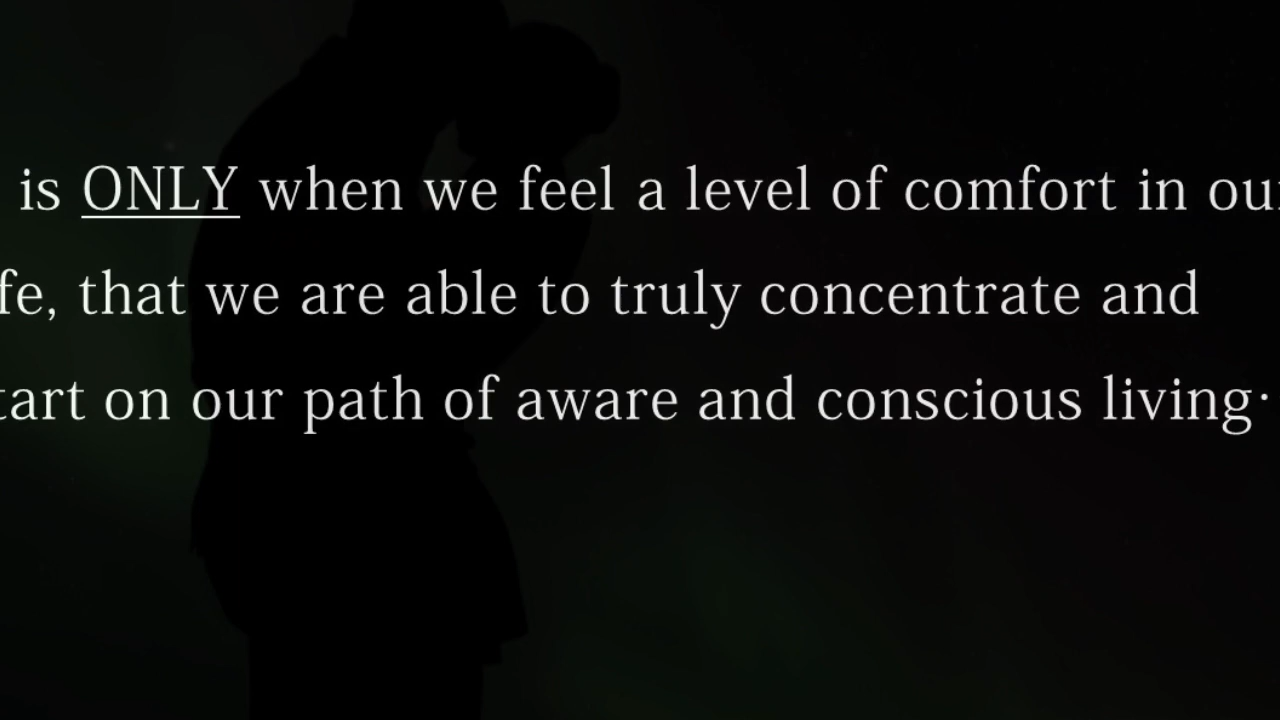 is ONLY when we feel a level of comfort in our
fe, that we are able to truly concentrate and
tart on our path of aware and conscious living·